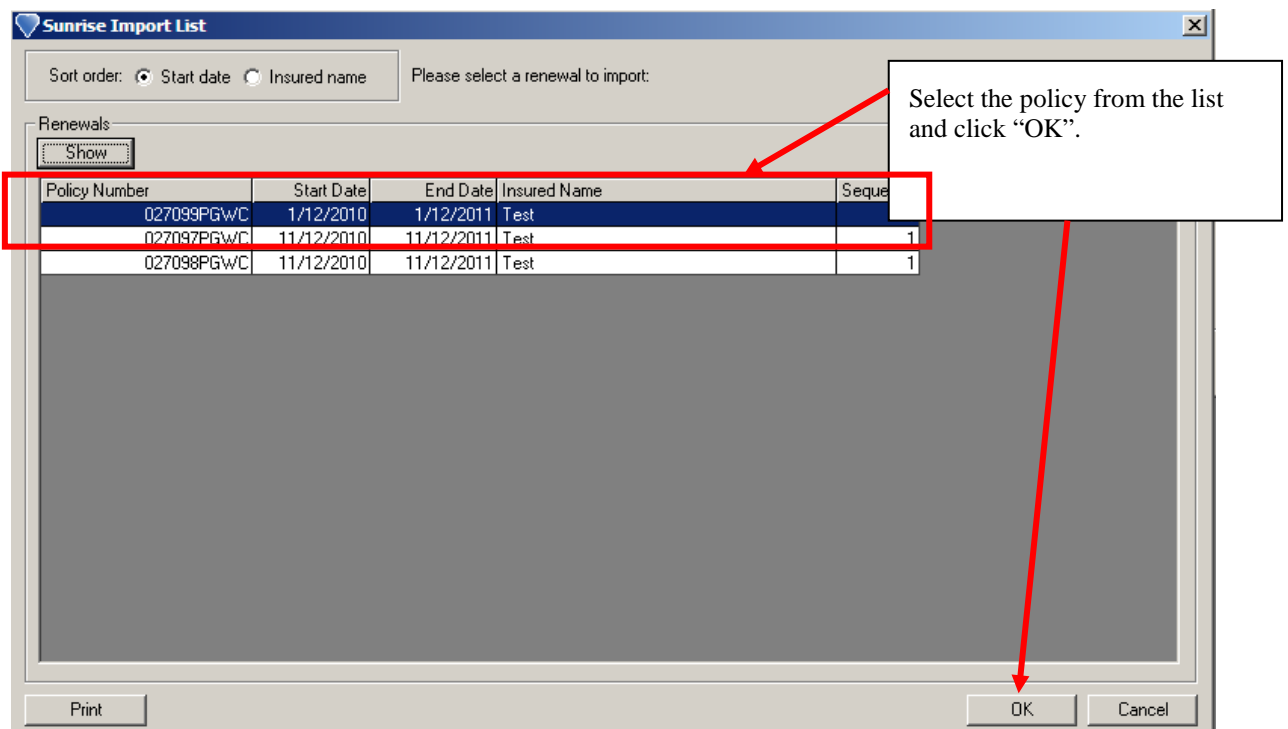 Sunrise Import List
Sort order: Start date Insured name Please select a renewal to import:
Select the policy from the list
and click “OK”.
Renewals
Show
Policy Number Start Date End Date Insured Name
027099PGWC 1/12/2010 1/12/2011 Test
027097PGWC 11/12/2010 11/12/2011 Test 1
027098PGWC 11/12/2010 11/12/2011 Test 1
Print OK Cancel